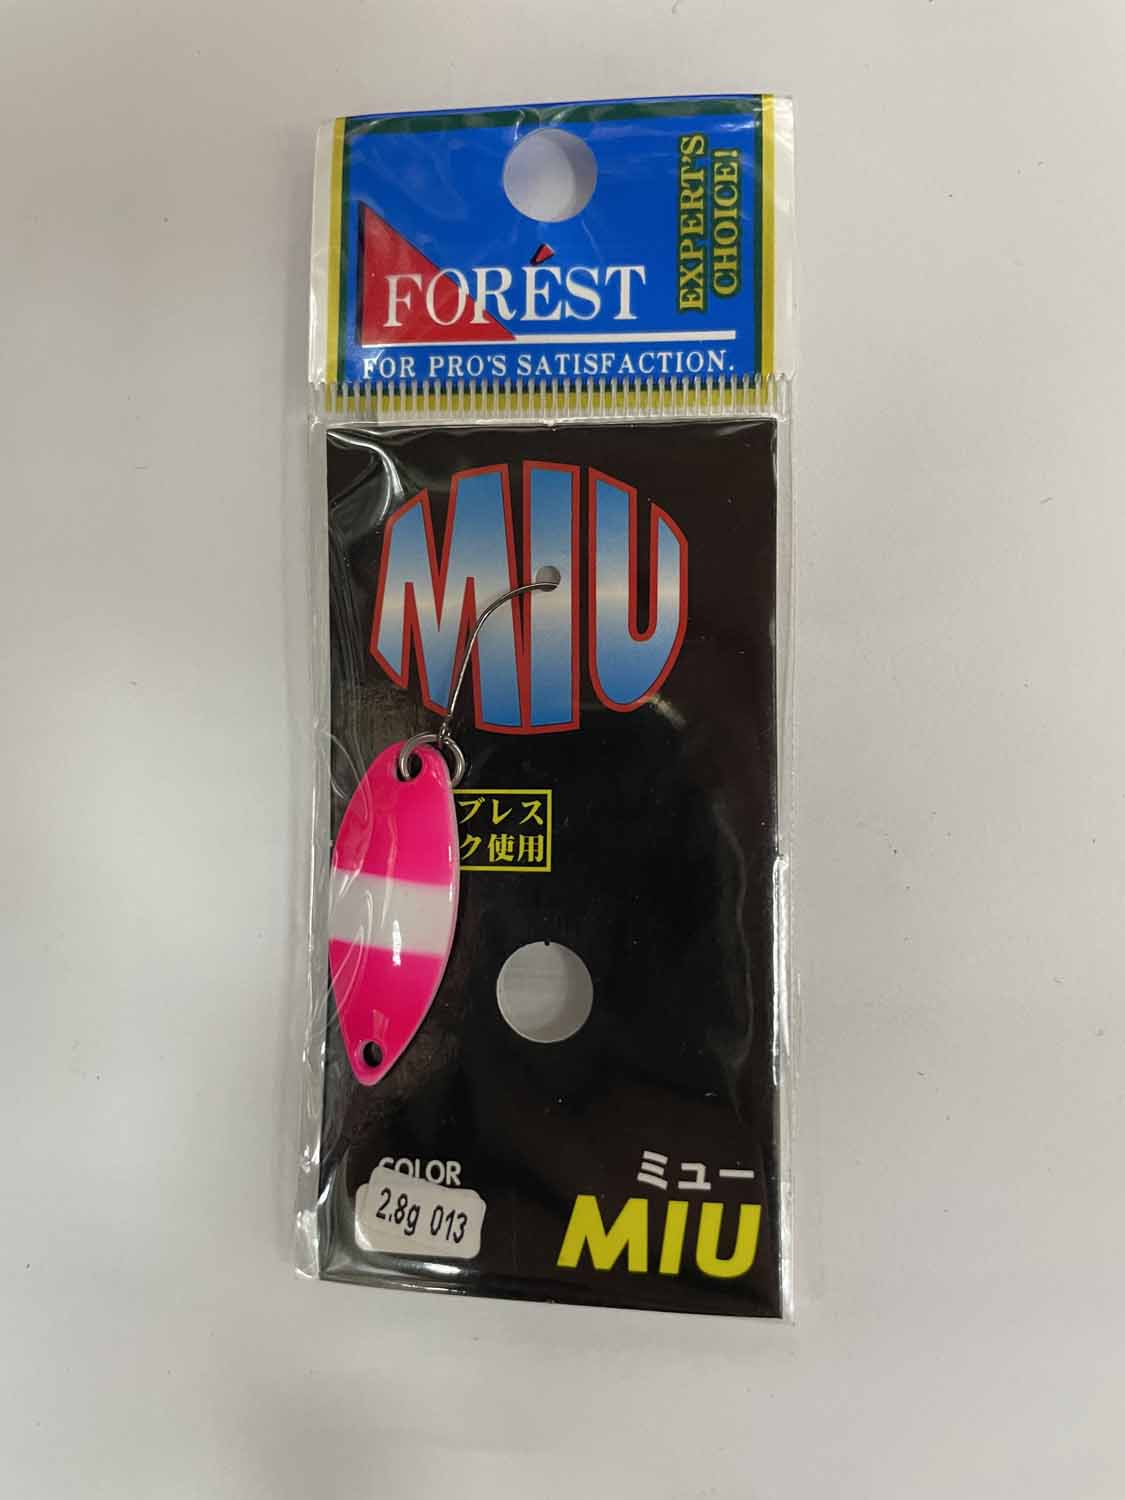 EXPERT'S
CHOICE!
FORÉST
FOR PRO'S SATISFACTION.
MIU
ブレス
ク使用
COLOR
2.8g 013
ミュー
MIU